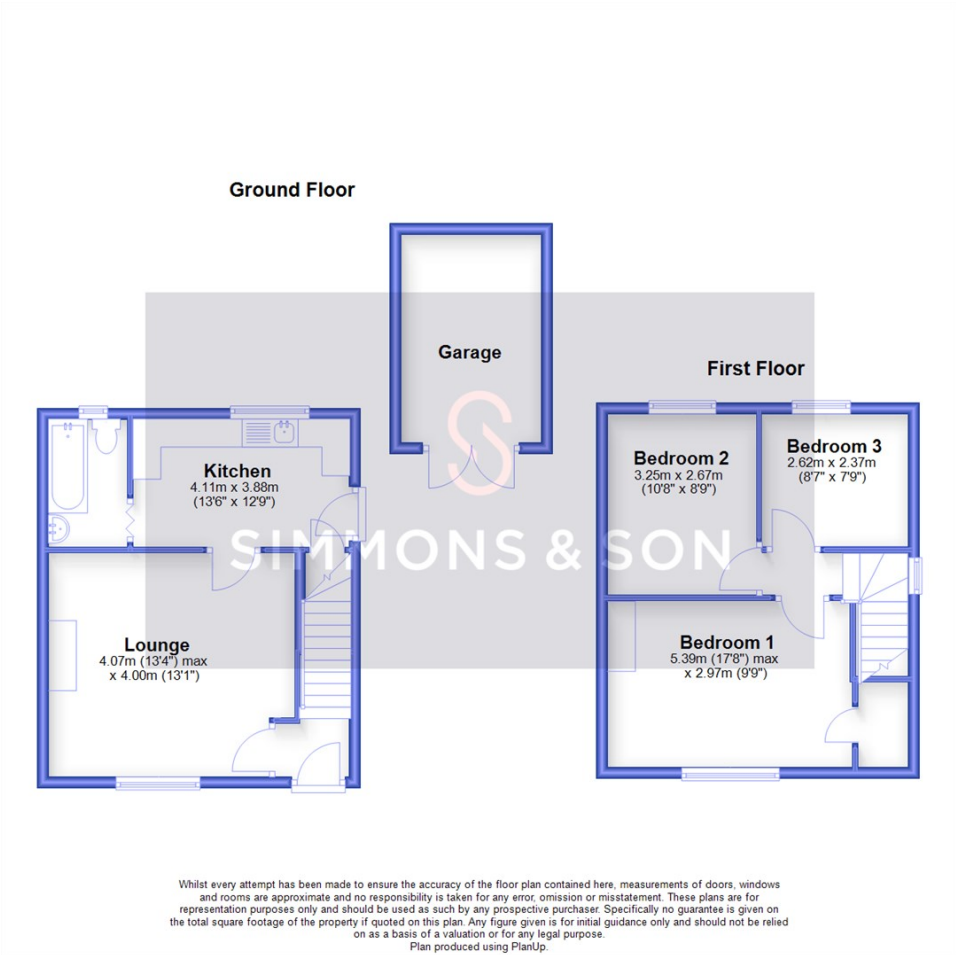 Ground Floor
Garage
First Floor
Kitchen
4.11m x 3.88m
(13'6" x 12'9")
Bedroom 2
3.25m x 2.67m
(10'8" x 8'9")
Bedroom 3
2.62m x 2.37m
(8'7" x 7'9")
SIMMONS & SON
Lounge
4.07m (13'4") max
x 4.00m (13'1")
Bedroom 1
5.39m (17'8") max
x 2.97m (9'9")
Whilst every attempt has been made to ensure the accuracy of the floor plan contained here, measurements of doors, windows
and rooms are approximate and no responsibility is taken for any error, omission or misstatement. These plans are for
representation purposes only and should be used as such by any prospective purchaser. Specifically no guarantee is given on
the total square footage of the property if quoted on this plan. Any figure given is for initial guidance only and should not be relied
on as a basis of a valuation or for any legal purpose.
Plan produced using PlanUp.